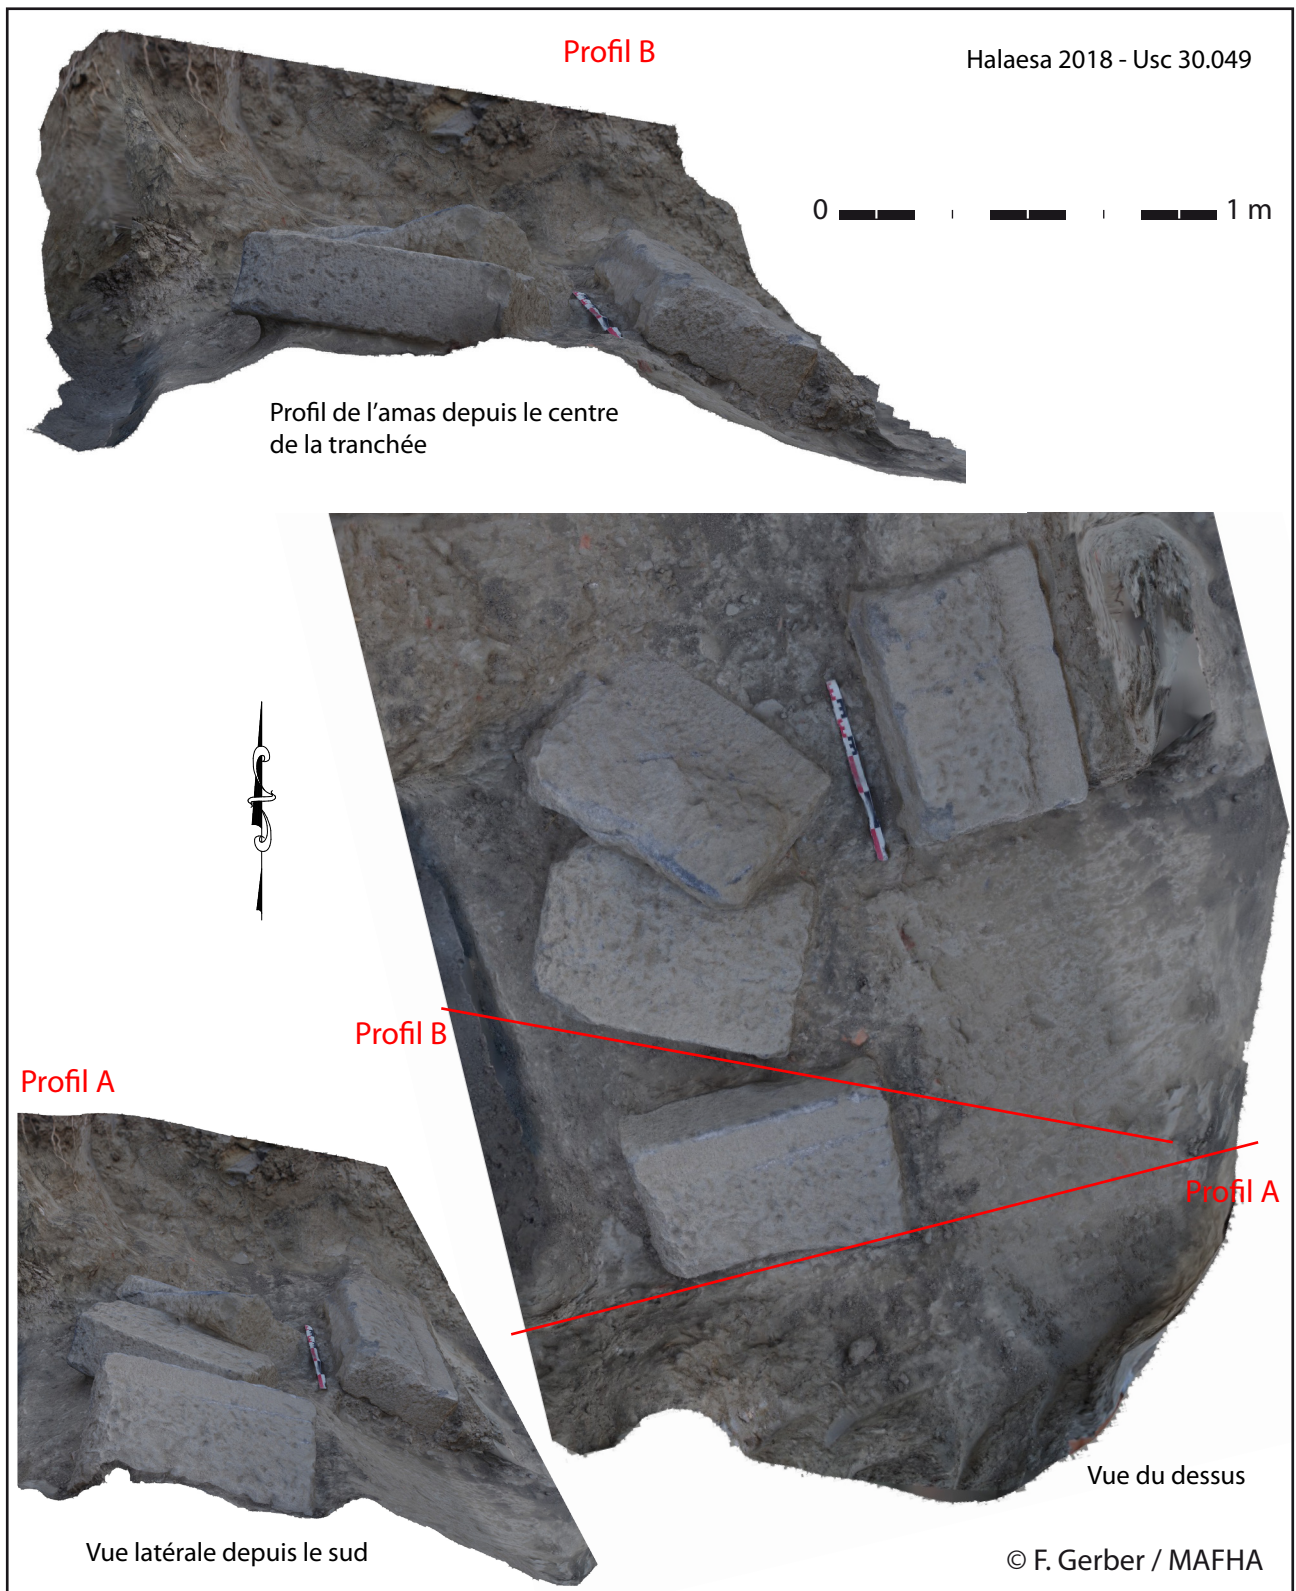 Profil B
Halaesa 2018 - Usc 30.049
0 1 m
Profil de l’amas depuis le centre
de la tranchée
Profil B
Profil A
Profil A
Vue du dessus
Vue latérale depuis le sud
© F. Gerber / MAFHA